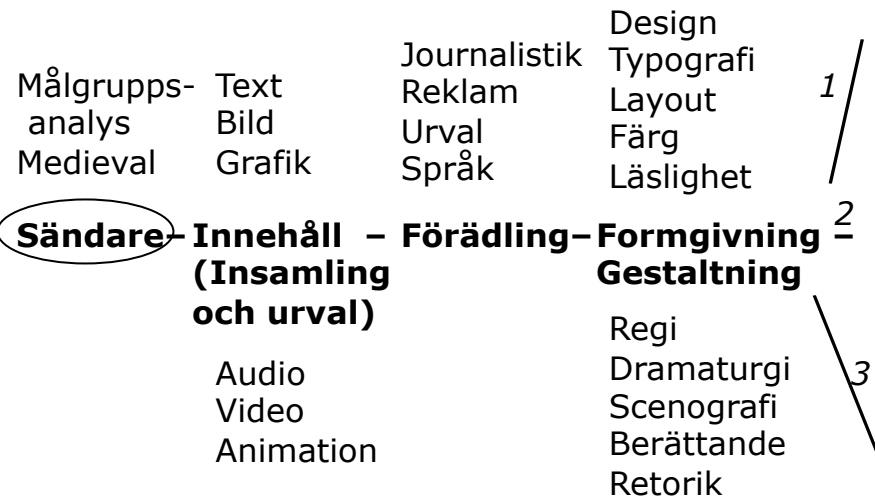 Målgrupps-
analys
Medieval
Text
Bild
Grafik
Journalistik
Reklam
Urval
Språk
Design
Typografi
Layout
Färg
Läslighet
1
Sändare – Innehåll – Förädling – Formgivning –
2
(Insamling
och urval)
Gestaltning
Audio
Video
Animation
Regi
Dramaturgi
Scenografi
Berättande
Retorik
3